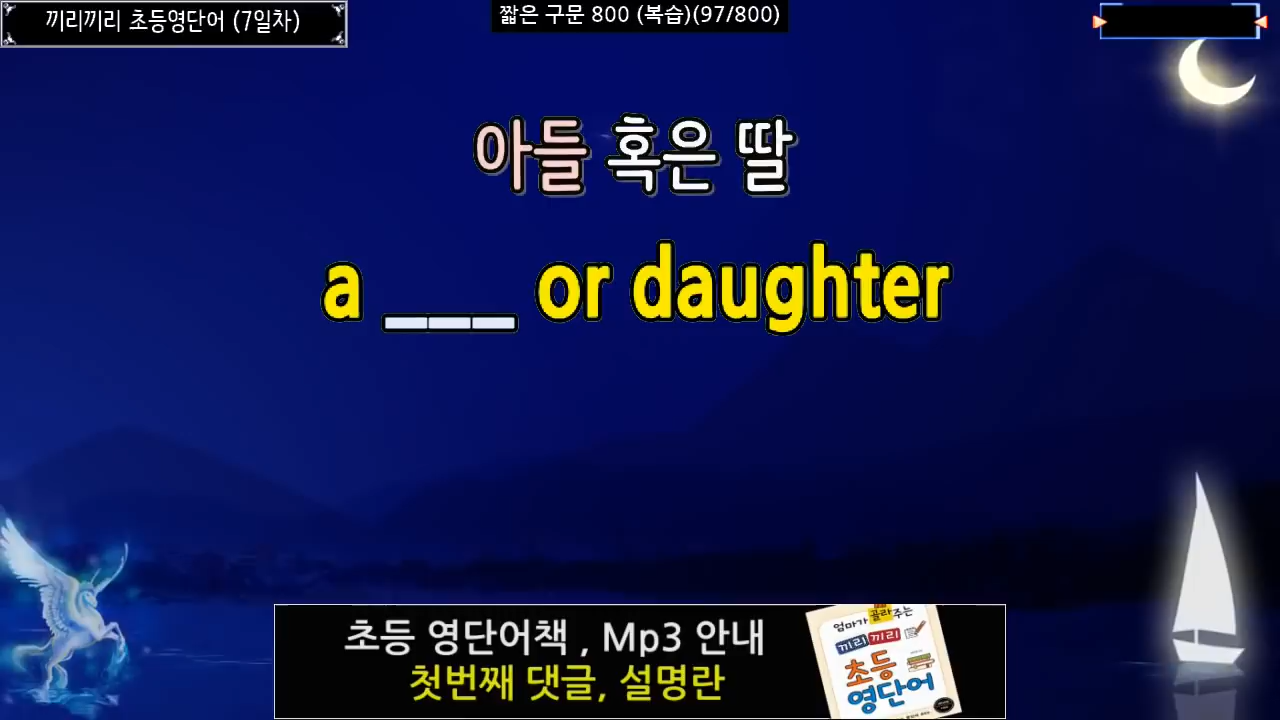 끼리끼리 초등영단어 (7일차)
짧은 구문 800 (복습)(97/800)
아들 혹은 딸
a ___ or daughter
초등 영단어책 , Mp3 안내
첫번째 댓글, 설명란
엄마가 골라주는
끼리끼리
초등
영단어